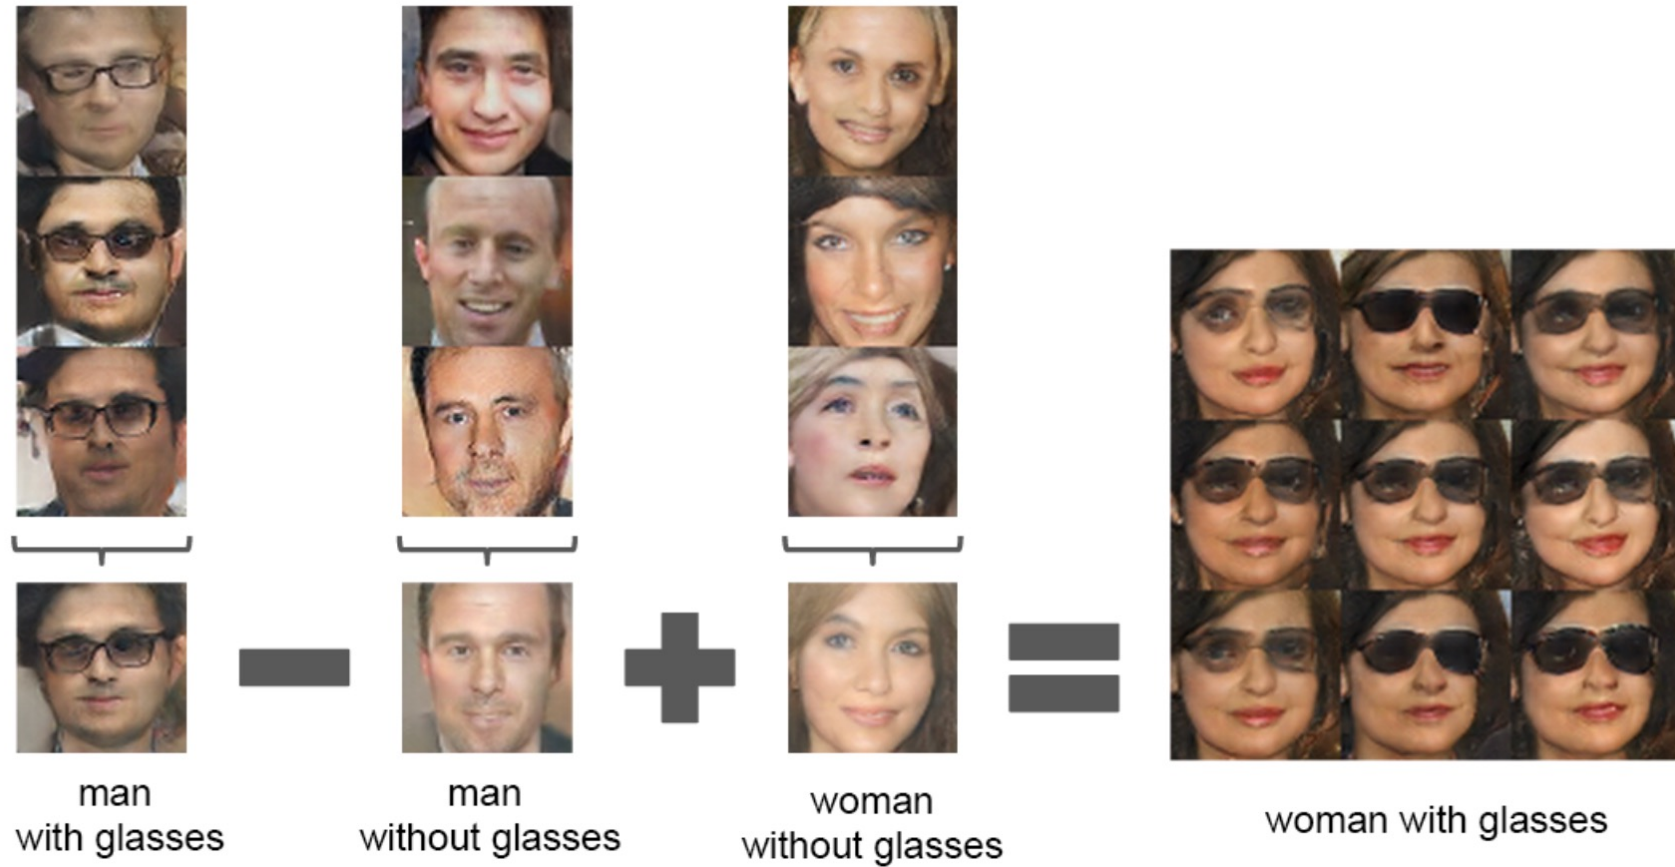 man
with glasses
man
without glasses
woman
without glasses
woman with glasses